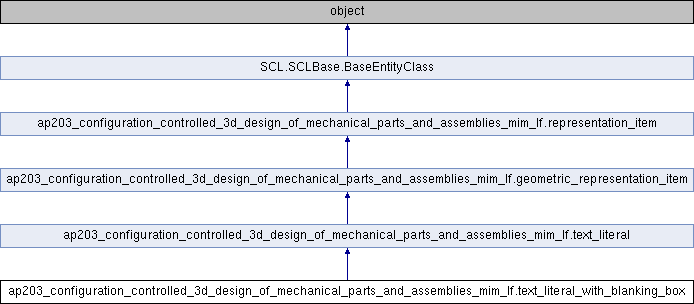 object
SCL.SCLBase.BaseEntityClass
ap203_configuration_controlled_3d_design_of_mechanical_parts_and_assemblies_mim_lf.representation_item
ap203_configuration_controlled_3d_design_of_mechanical_parts_and_assemblies_mim_lf.geometric_representation_item
ap203_configuration_controlled_3d_design_of_mechanical_parts_and_assemblies_mim_lf.text_literal
ap203_configuration_controlled_3d_design_of_mechanical_parts_and_assemblies_mim_lf.text_literal_with_blanking_box